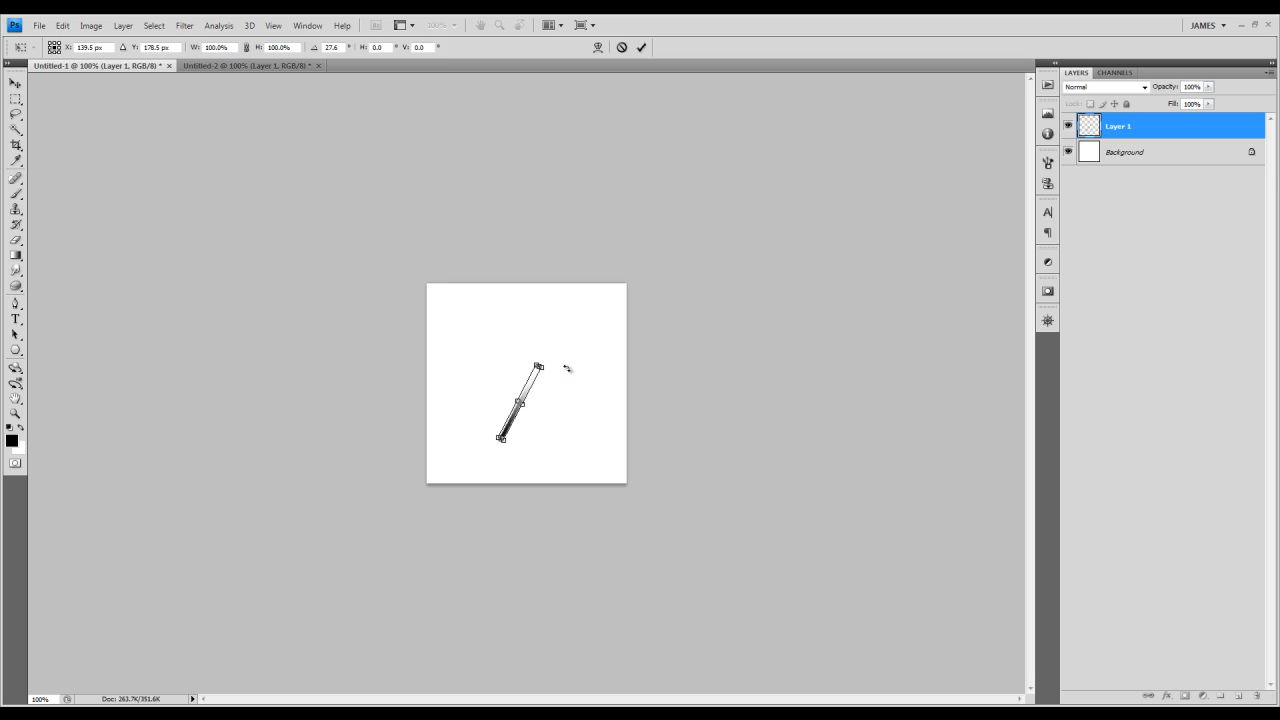 Ps File Edit Image Layer Select Filter Analysis 3D View Window Help Br 100% JAMES
X: 139.5 px Y: 178.5 px W: 100.0% H: 100.0% 27.6 ° H: 0.0 ° V: 0.0 °
Untitled-1 @ 100% (Layer 1, RGB/8) * Untitled-2 @ 100% (Layer 1, RGB/8) *
LAYERS CHANNELS
Normal Opacity: 100%
Lock: Fill: 100%
Layer 1
Background
100% Doc: 263.7K/351.6K